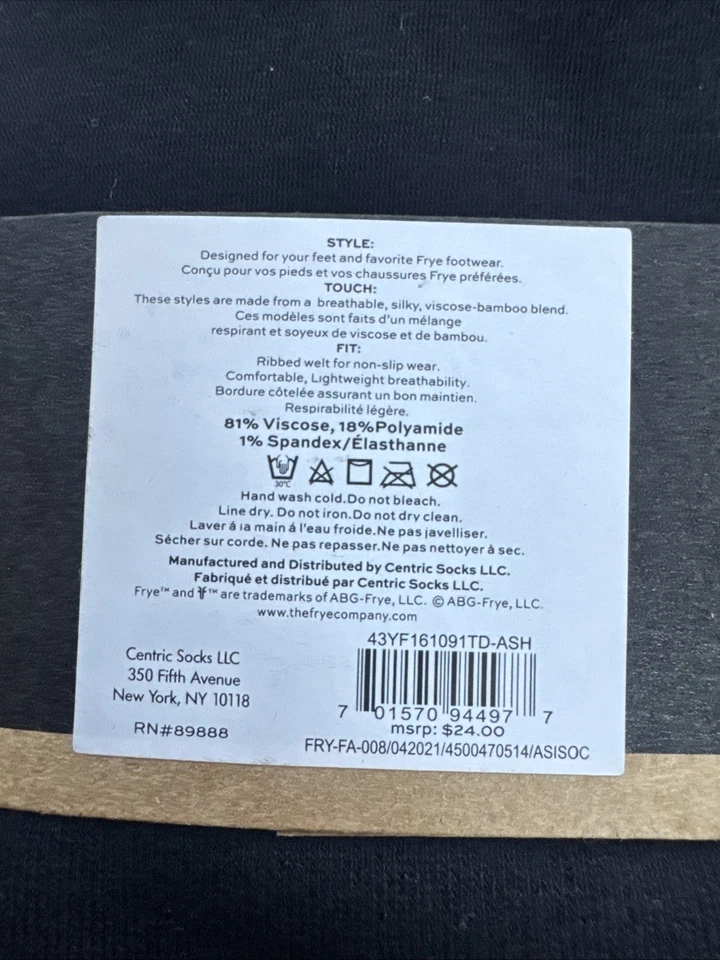 STYLE:
Designed for your feet and favorite Frye footwear.
Conçu pour vos pieds et vos chaussures Frye préférées.
TOUCH:
These styles are made from a breathable, silky, viscose-bamboo blend.
Ces modèles sont faits d'un mélange
respirant et soyeux de viscose et de bambou.
FIT:
Ribbed welt for non-slip wear.
Comfortable, Lightweight breathability.
Bordure côtelée assurant un bon maintien.
Respirabilité légère.
81% Viscose, 18%Polyamide
1% Spandex/Élasthanne
30°C
Hand wash cold.Do not bleach.
Line dry. Do not iron.Do not dry clean.
Laver á la main á l'eau froide.Ne pas javelliser.
Sécher sur corde. Ne pas repasser.Ne pas nettoyer à sec.
Manufactured and Distributed by Centric Socks LLC.
Fabriqué et distribué par Centric Socks LLC.
Frye™ and ™ are trademarks of ABG-Frye, LLC. © ABG-Frye, LLC.
www.thefryecompany.com
43YF161091TD-ASH
7 01570 94497 7
msrp: $24.00
FRY-FA-008/042021/4500470514/ASISOC
Centric Socks LLC
350 Fifth Avenue
New York, NY 10118
RN#89888